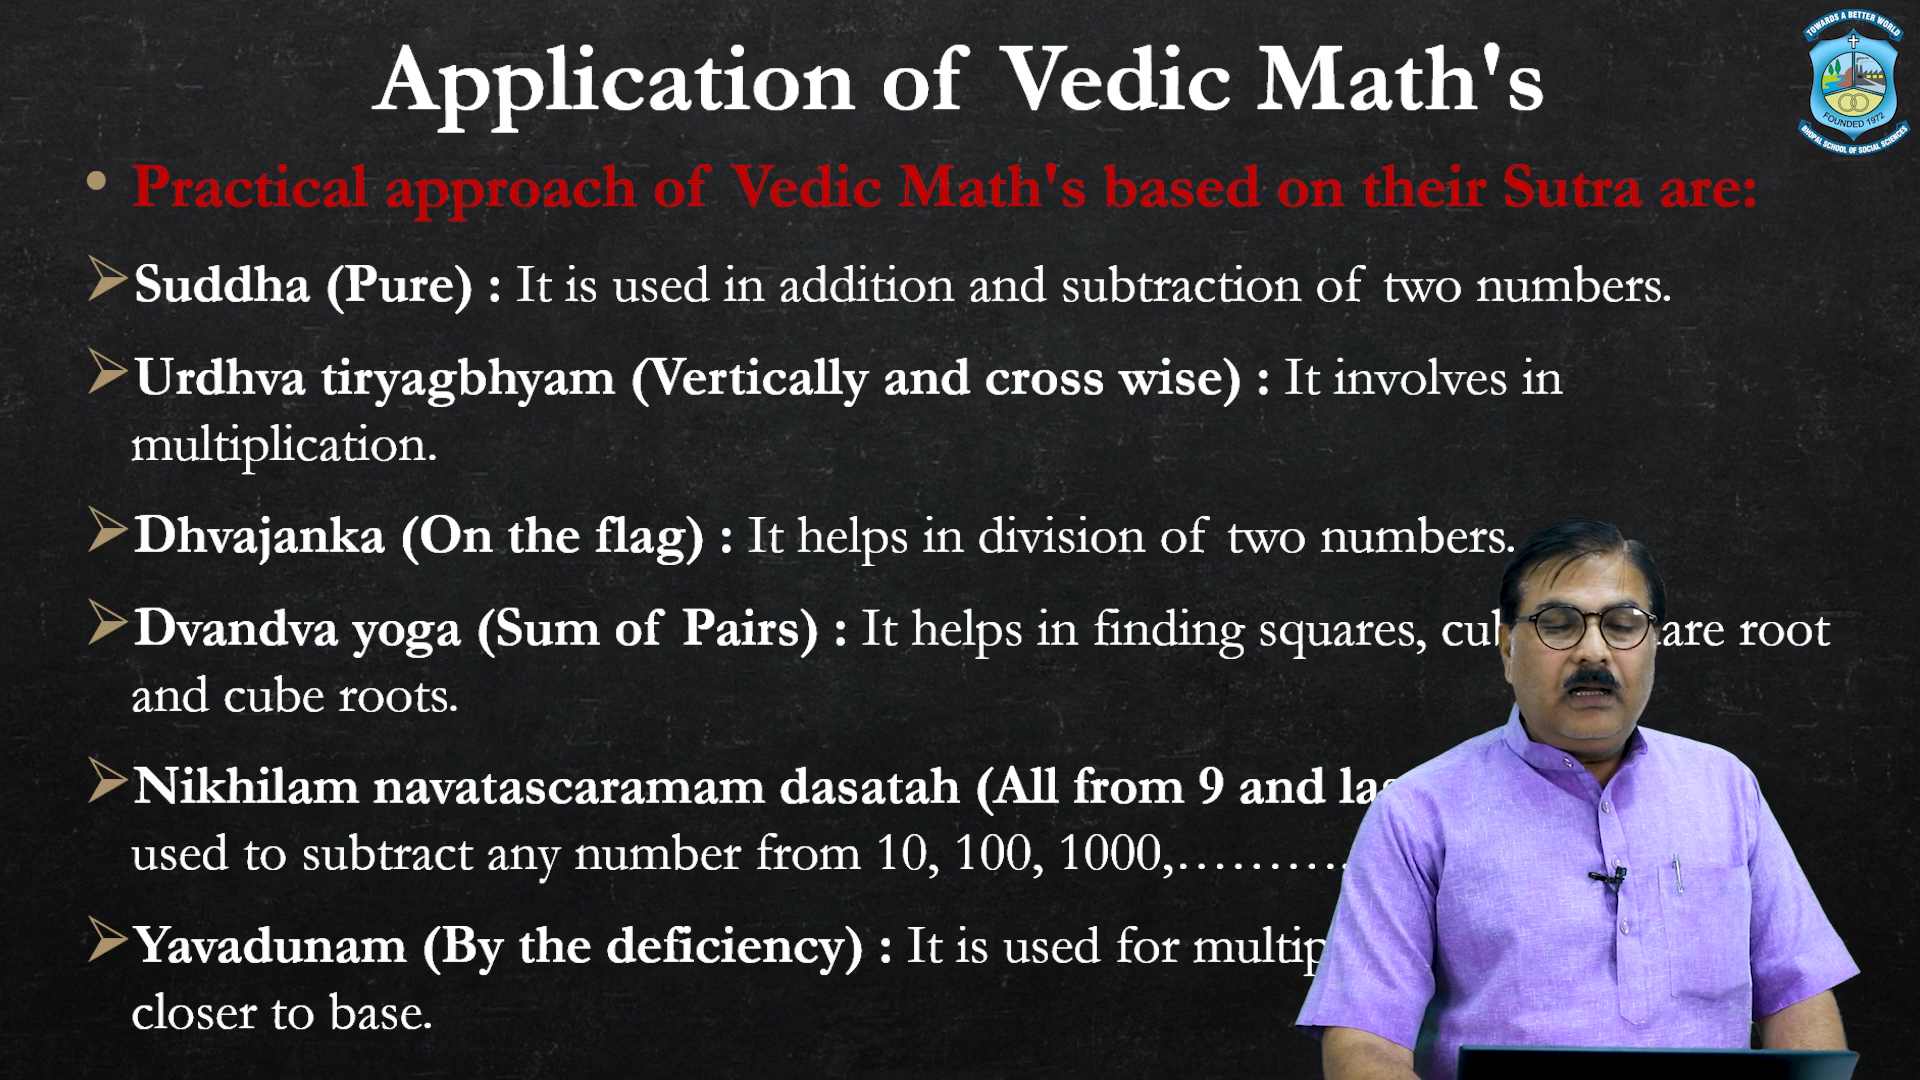 Application of Vedic Math's
TOWARDS A BETTER WORLD
FOUNDED 1972
BHOPAL SCHOOL OF SOCIAL SCIENCES
• Practical approach of Vedic Math's based on their Sutra are:
Suddha (Pure) : It is used in addition and subtraction of two numbers.
Urdhva tiryagbhyam (Vertically and cross wise) : It involves in
multiplication.
Dhvajanka (On the flag) : It helps in division of two numbers.
Dvandva yoga (Sum of Pairs) : It helps in finding squares, root
and cube roots.
Nikhilam navatascaramam dasatah (All from 9 and
used to subtract any number from 10, 100, 1000,..........
Yavadunam (By the deficiency) : It is used for
closer to base.